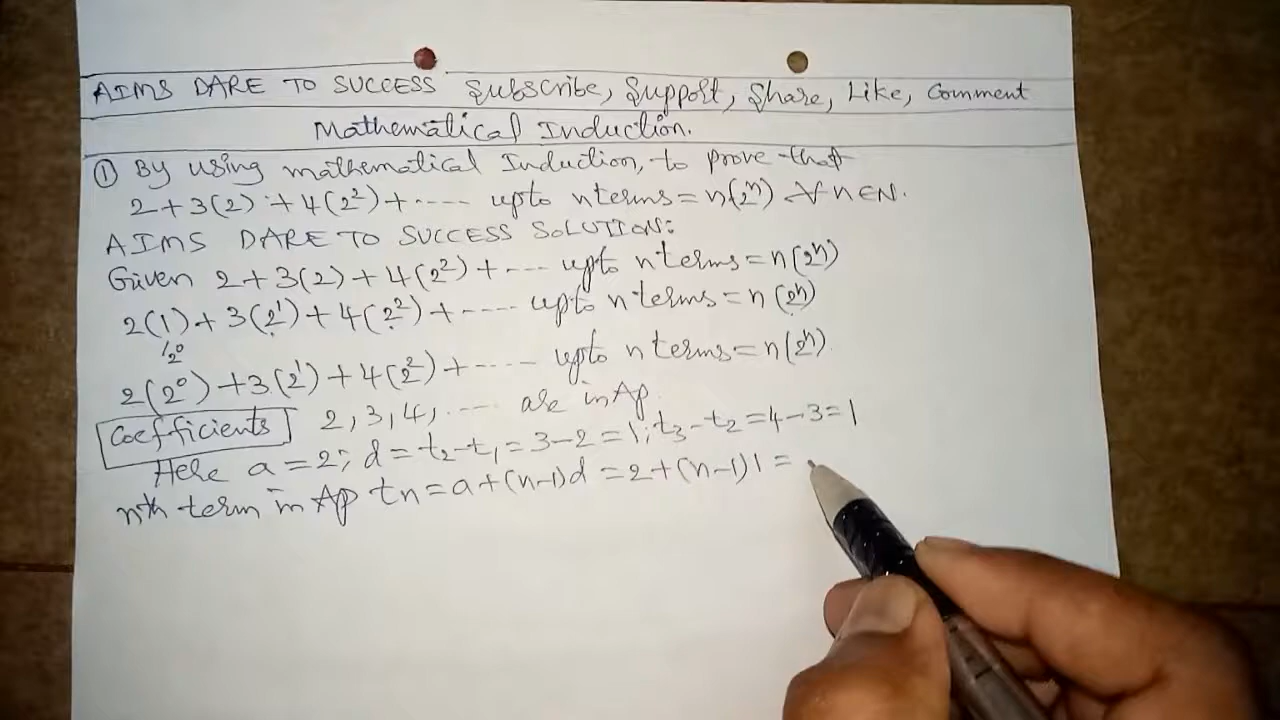 AIMS DARE TO SUCCESS Subscribe, Support, Share, Like, Comment
Mathematical Induction.
① By using mathematical Induction, to prove that
2+3(2)+4(2²)+..... upto n terms = n(2ⁿ) ∀ n∈N.
AIMS DARE TO SUCCESS SOLUTION:
Given 2+3(2)+4(2²)+.... upto n terms = n(2ⁿ)
2(1)+3(2¹)+4(2²)+...... upto n terms = n(2ⁿ)
↳2⁰
2(2⁰)+3(2¹)+4(2²)+...... upto n terms = n(2ⁿ)
Coefficients 2, 3, 4, ..... are in Ap.
Here a=2; d=t₂-t₁=3-2=1; t₃-t₂=4-3=1
nth term in Ap tn=a+(n-1)d=2+(n-1)1=